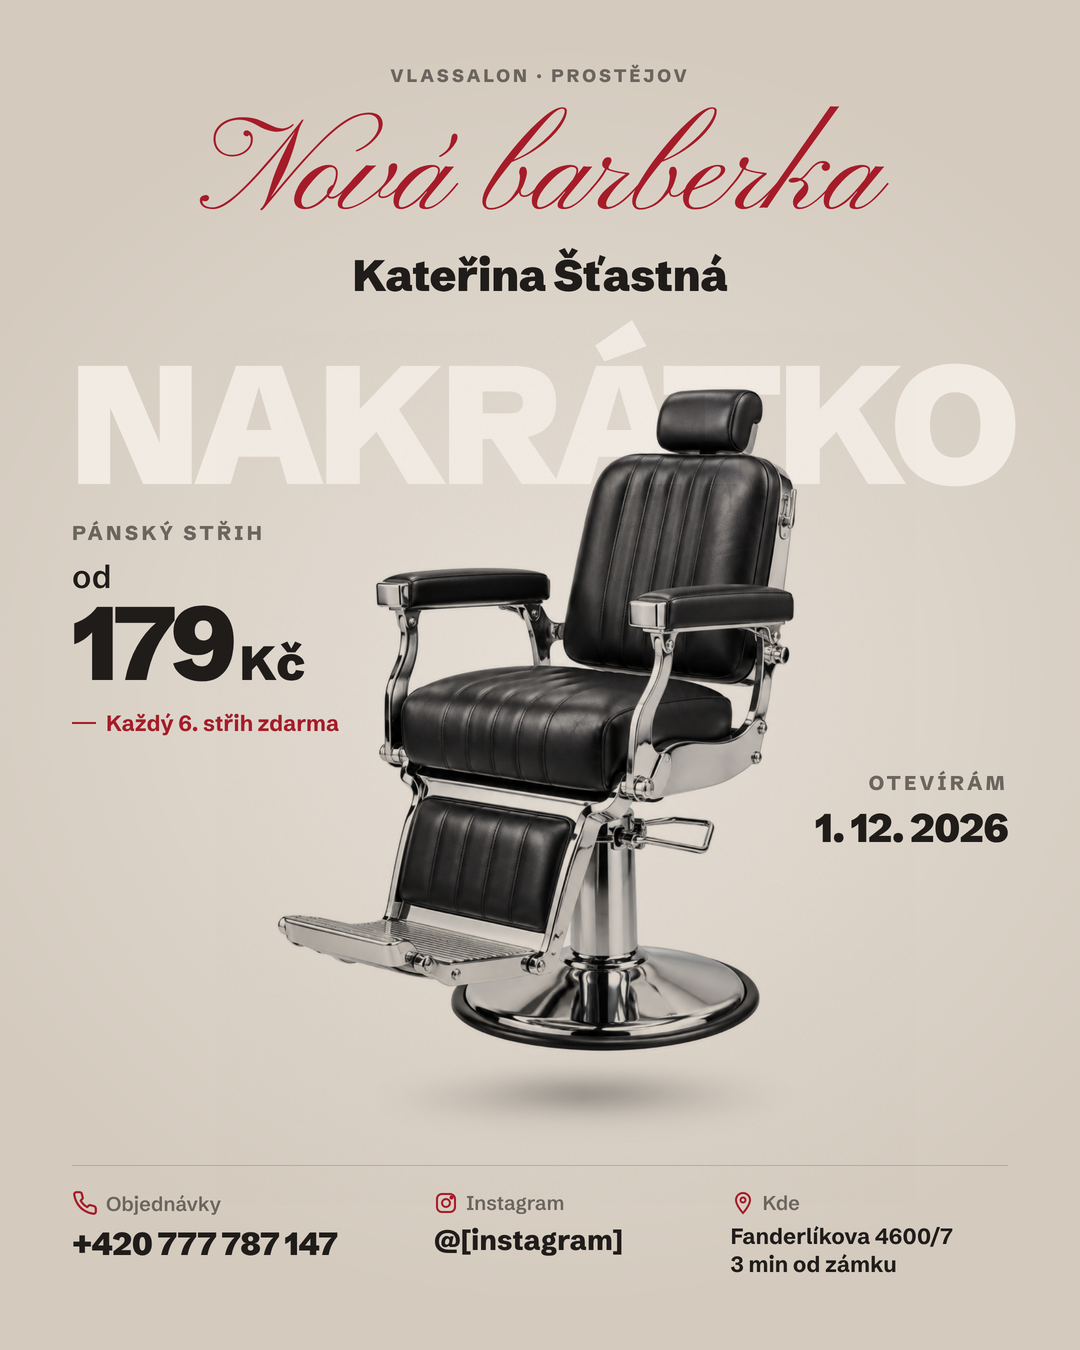 VLASSALON · PROSTĚJOV
Nová barberka
Kateřina Šťastná
NAKRÁTKO
PÁNSKÝ STŘIH
od
179 Kč
— Každý 6. střih zdarma
OTEVÍRÁM
1. 12. 2026
Objednávky
+420 777 787 147
Instagram
@[instagram]
Kde
Fanderlíkova 4600/7
3 min od zámku